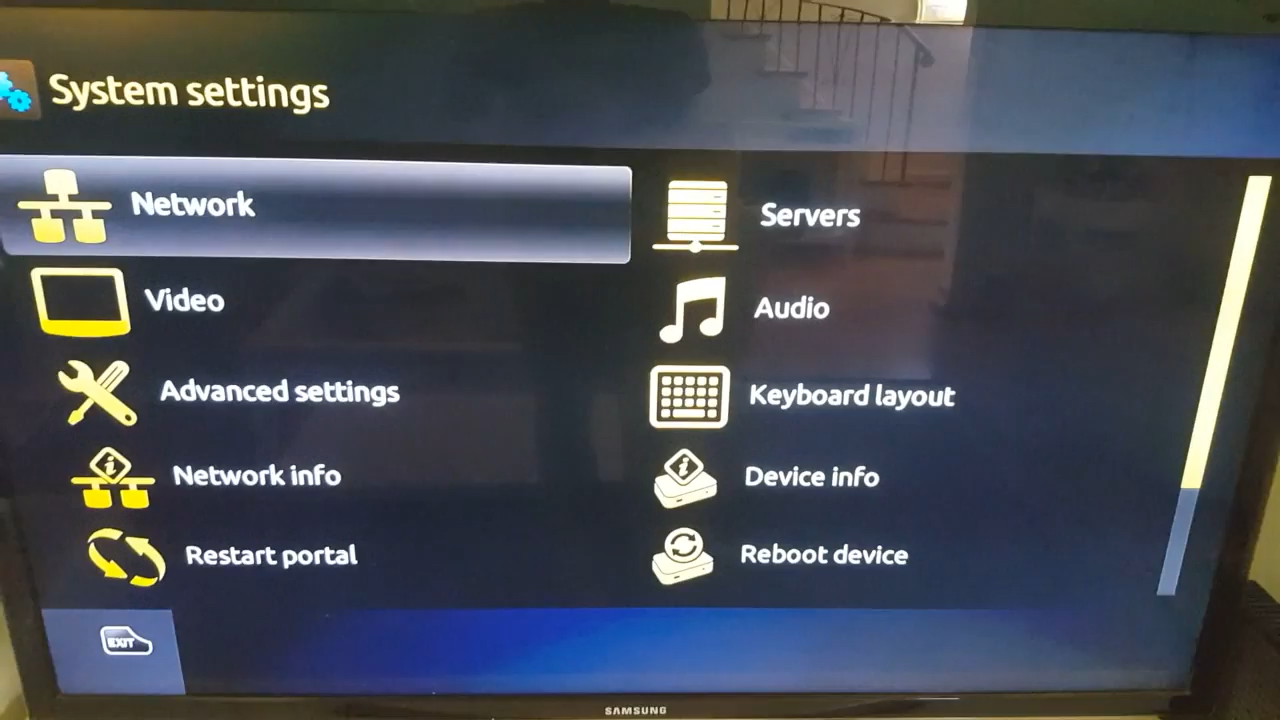 System settings
Network
Servers
Video
Audio
Advanced settings
Keyboard layout
Network info
Device info
Restart portal
Reboot device
EXIT
SAMSUNG